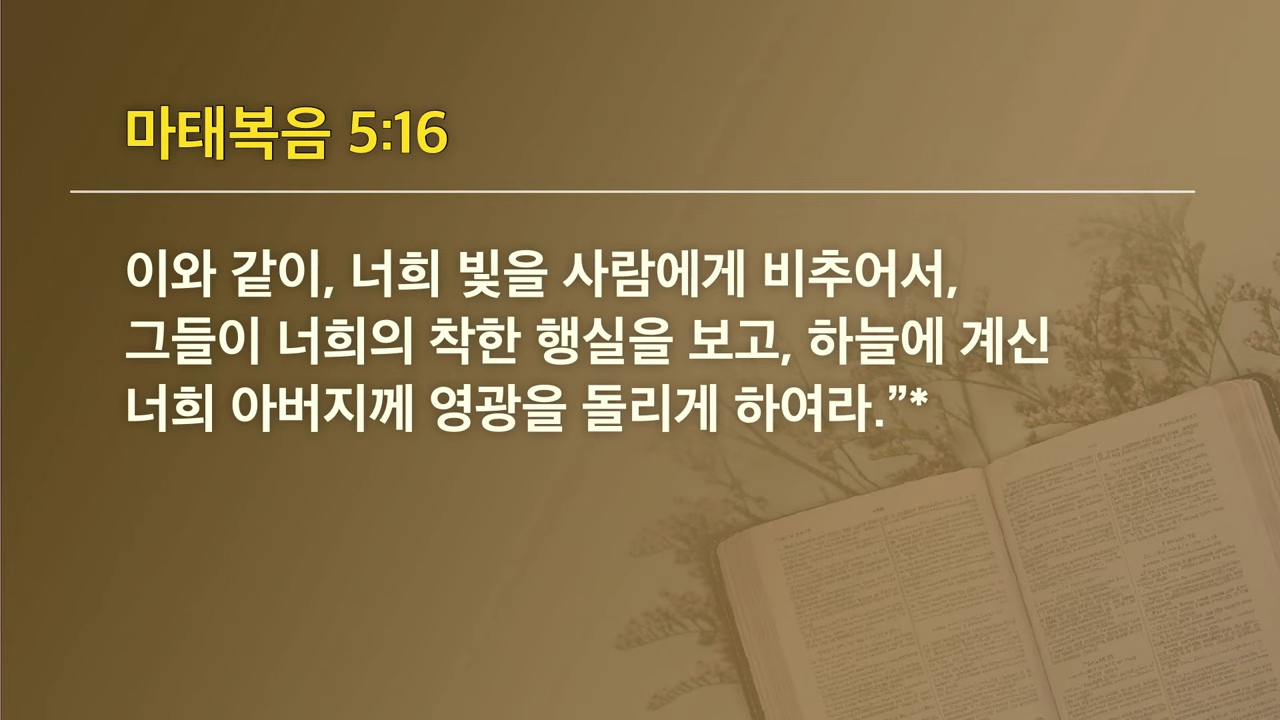 마태복음 5:16
이와 같이, 너희 빛을 사람에게 비추어서,
그들이 너희의 착한 행실을 보고, 하늘에 계신
너희 아버지께 영광을 돌리게 하여라.”*